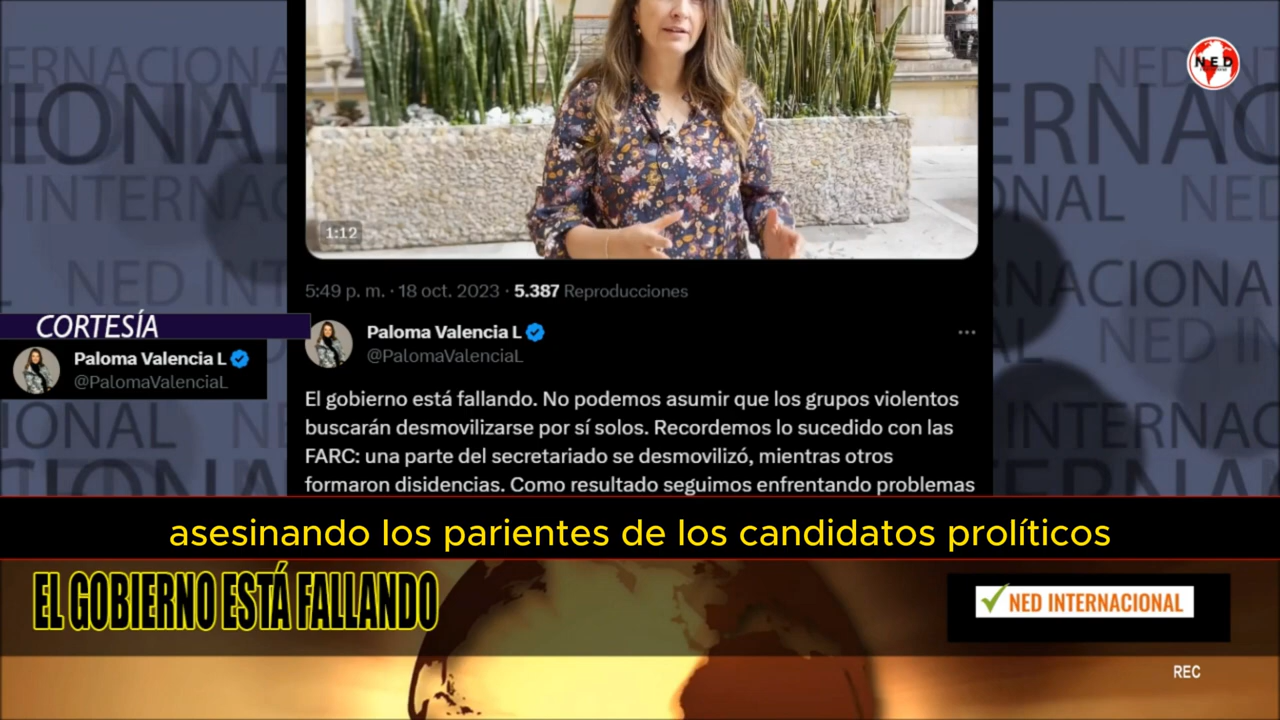 NED
1:12
5:49 p. m. · 18 oct. 2023 · 5.387 Reproducciones
CORTESÍA
Paloma Valencia L
@PalomaValenciaL
Paloma Valencia L
@PalomaValenciaL
El gobierno está fallando. No podemos asumir que los grupos violentos
buscarán desmovilizarse por sí solos. Recordemos lo sucedido con las
FARC: una parte del secretariado se desmovilizó, mientras otros
formaron disidencias. Como resultado seguimos enfrentando problemas
asesinando los parientes de los candidatos prolíticos
EL GOBIERNO ESTÁ FALLANDO
NED INTERNACIONAL
REC